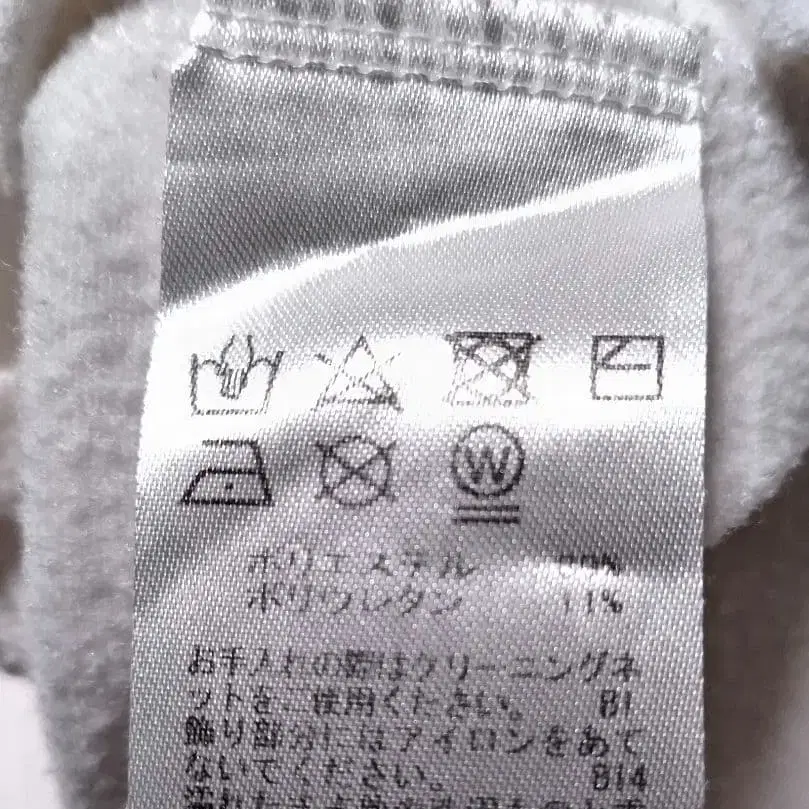 W
ポリエステル 89%
ポリウレタン 11%
お手入れの際はクリーニングネ
ットをご使用ください。 B1
飾り部分にはアイロンをあて
ないでください。 B14